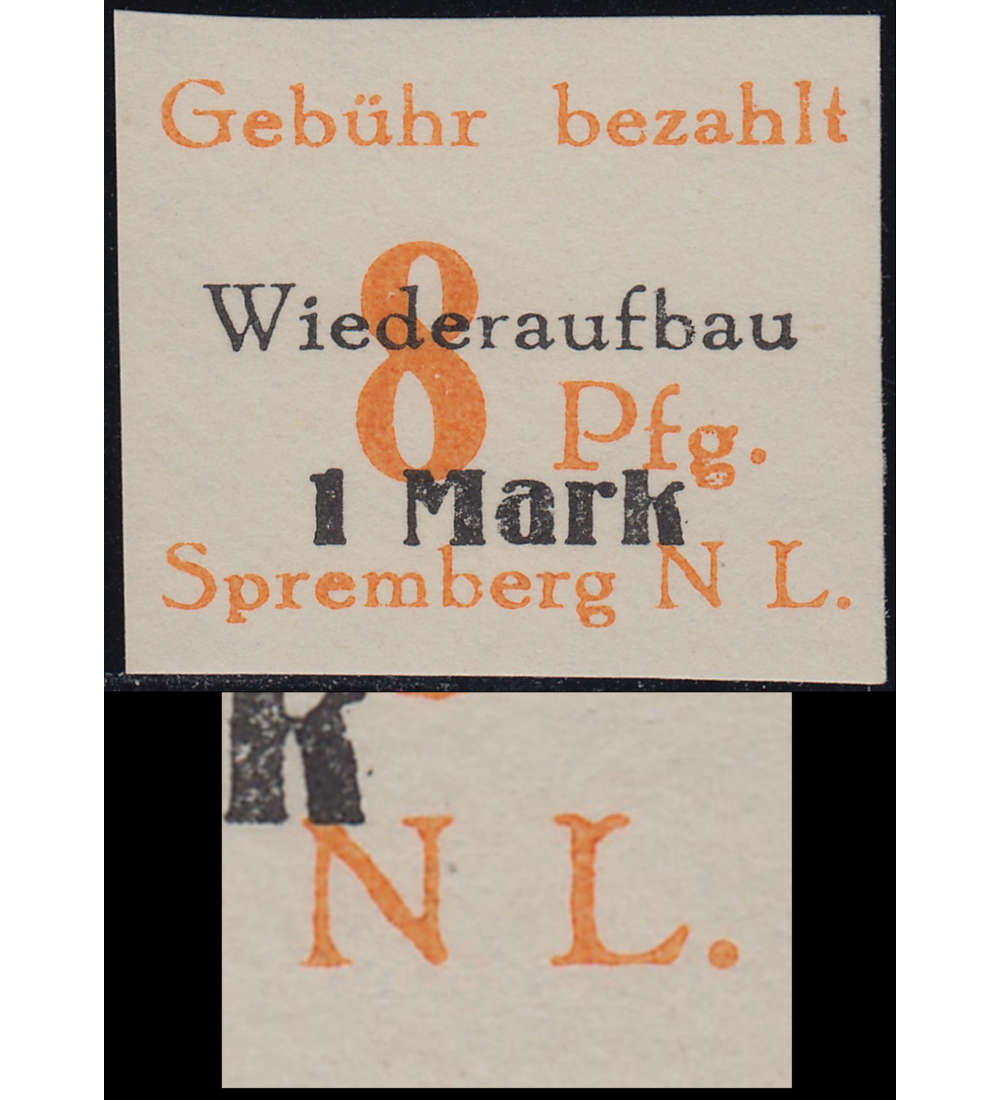 Gebühr bezahlt
Wiederaufbau
8 Pfg.
1 Mark
Spremberg N L.
N L.